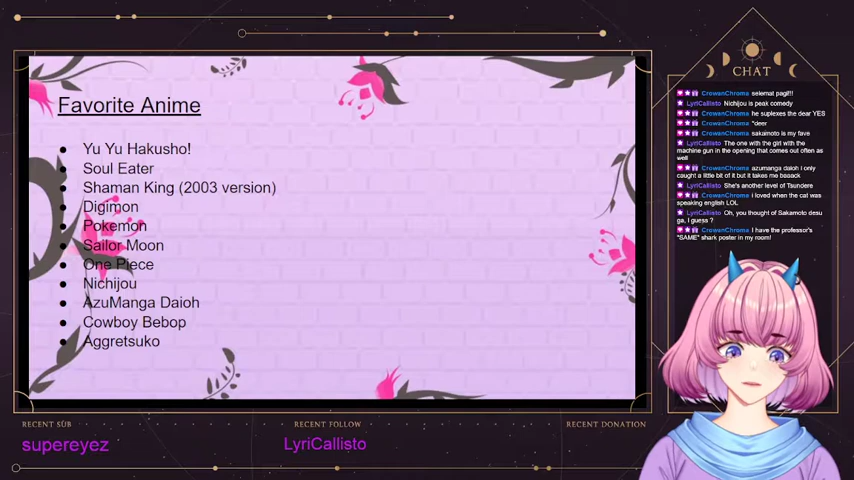 Favorite Anime
● Yu Yu Hakusho!
● Soul Eater
● Shaman King (2003 version)
● Digimon
● Pokemon
● Sailor Moon
● One Piece
● Nichijou
● AzuManga Daioh
● Cowboy Bebop
● Aggretsuko
CHAT
CrowanChroma selemat pagi!!!
LyriCallisto Nichijou is peak comedy
CrowanChroma he suplexes the dear YES
CrowanChroma *deer
CrowanChroma sakamoto is my fave
LyriCallisto The one with the girl with the
machine gun in the opening that comes out often as
well
CrowanChroma azumanga daioh I only
caught a little bit of it but it takes me baaack
LyriCallisto She's another level of Tsundere
CrowanChroma i loved when the cat was
speaking english LOL
LyriCallisto Oh, you thought of Sakamoto desu
ga, I guess ?
CrowanChroma I have the professor's
"SAME" shark poster in my room!
RECENT SUB
supereyez
RECENT FOLLOW
LyriCallisto
RECENT DONATION